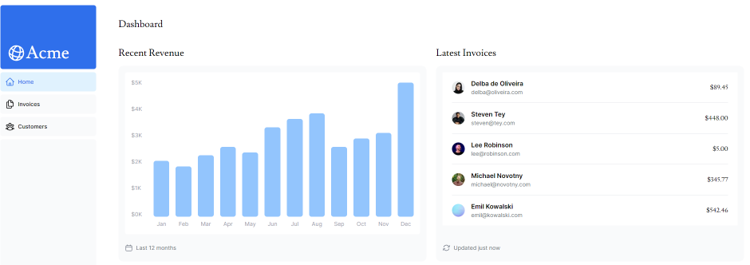 Acme
Home
Invoices
Customers
Dashboard
Recent Revenue
$5K
$4K
$3K
$2K
$1K
$0K
Jan Feb Mar Apr May Jun Jul Aug Sep Oct Nov Dec
Last 12 months
Latest Invoices
Delba de Oliveira
delba@oliveira.com
$89.45
Steven Tey
steven@tey.com
$448.00
Lee Robinson
lee@robinson.com
$5.00
Michael Novotny
michael@novotny.com
$345.77
Emil Kowalski
emil@kowalski.com
$542.46
Updated just now